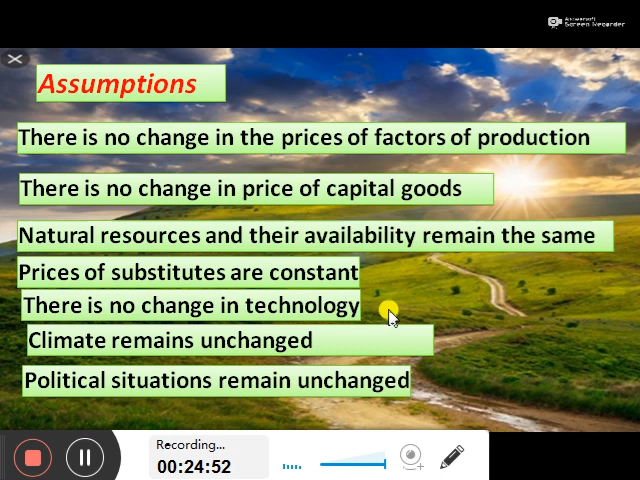 Apowersoft
Screen Recorder
Assumptions
There is no change in the prices of factors of production
There is no change in price of capital goods
Natural resources and their availability remain the same
Prices of substitutes are constant
There is no change in technology
Climate remains unchanged
Political situations remain unchanged
Recording...
00:24:52